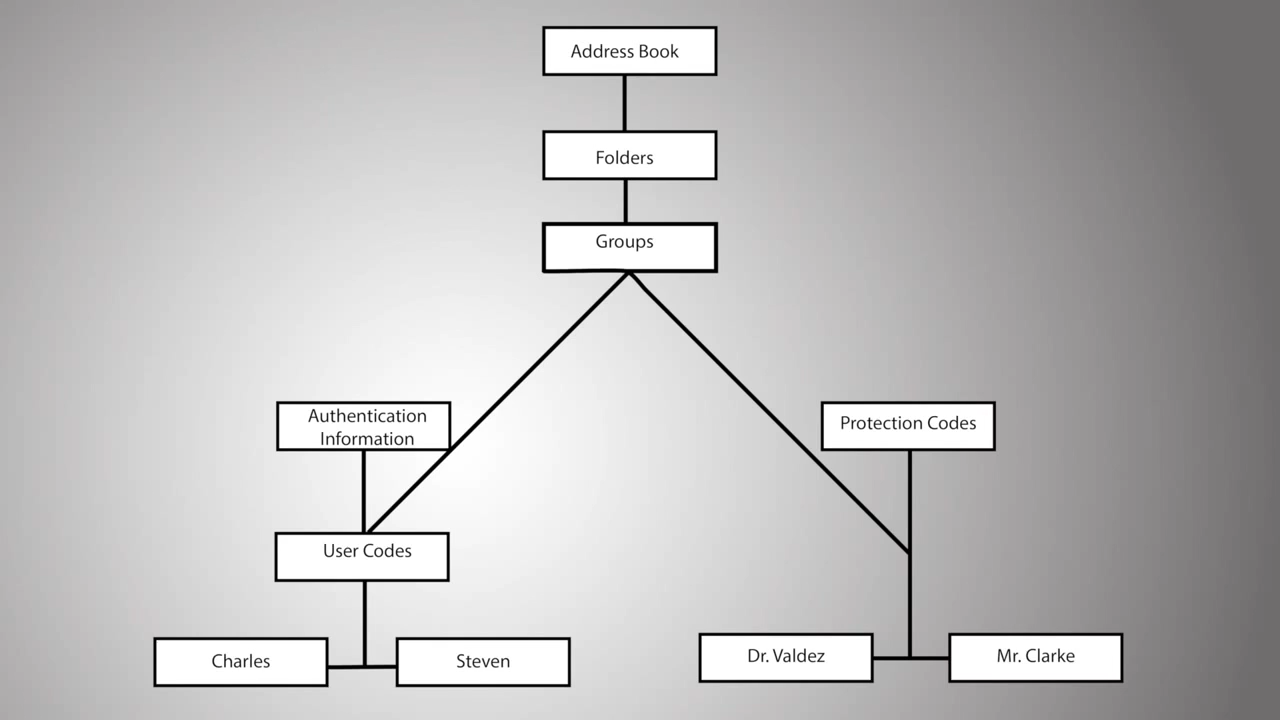 Address Book
Folders
Groups
Authentication
Information
Protection Codes
User Codes
Charles
Steven
Dr. Valdez
Mr. Clarke